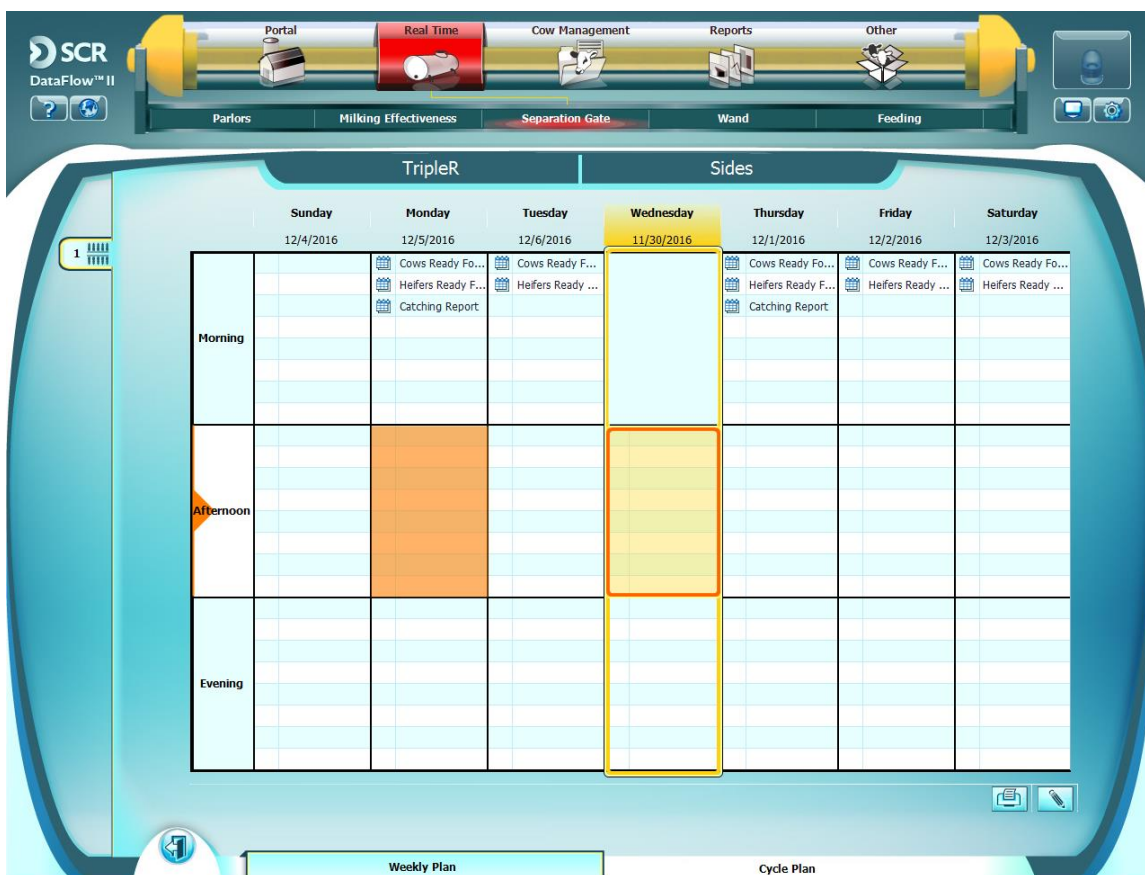 Portal Real Time Cow Management Reports Other
SCR
DataFlow™ II
?
Parlors Milking Effectiveness Separation Gate Wand Feeding
TripleR Sides
Sunday Monday Tuesday Wednesday Thursday Friday Saturday
12/4/2016 12/5/2016 12/6/2016 11/30/2016 12/1/2016 12/2/2016 12/3/2016
1
Cows Ready Fo... Cows Ready F... Cows Ready Fo... Cows Ready F... Cows Ready Fo...
Heifers Ready F... Heifers Ready ... Heifers Ready F... Heifers Ready ... Heifers Ready ...
Catching Report Catching Report
Morning
Afternoon
Evening
Weekly Plan Cycle Plan